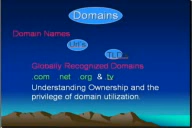 Domains
Domain Names
Url's
TLD...
Globally Recognized Domains
.com .net .org & tv
Understanding Ownership and the
privilege of domain utilization.